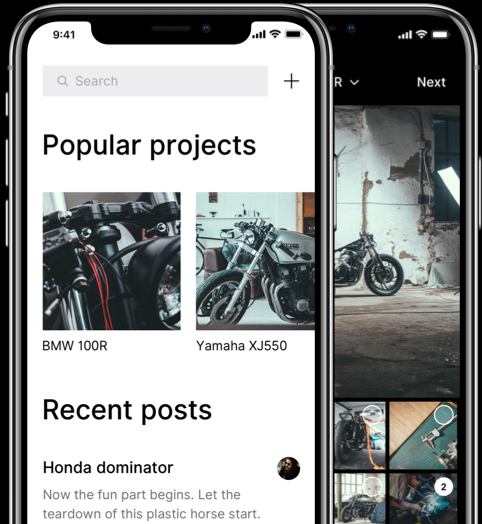 9:41
Search
R
Next
Popular projects
BMW 100R
Yamaha XJ550
Recent posts
Honda dominator
Now the fun part begins. Let the
teardown of this plastic horse start.
2